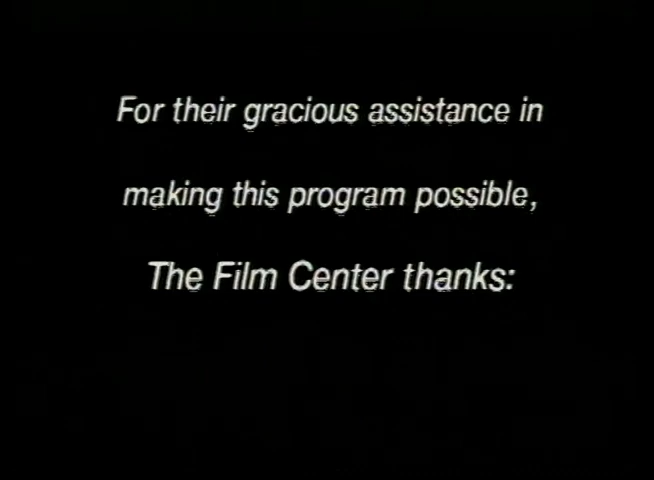 For their gracious assistance in
making this program possible,
The Film Center thanks: